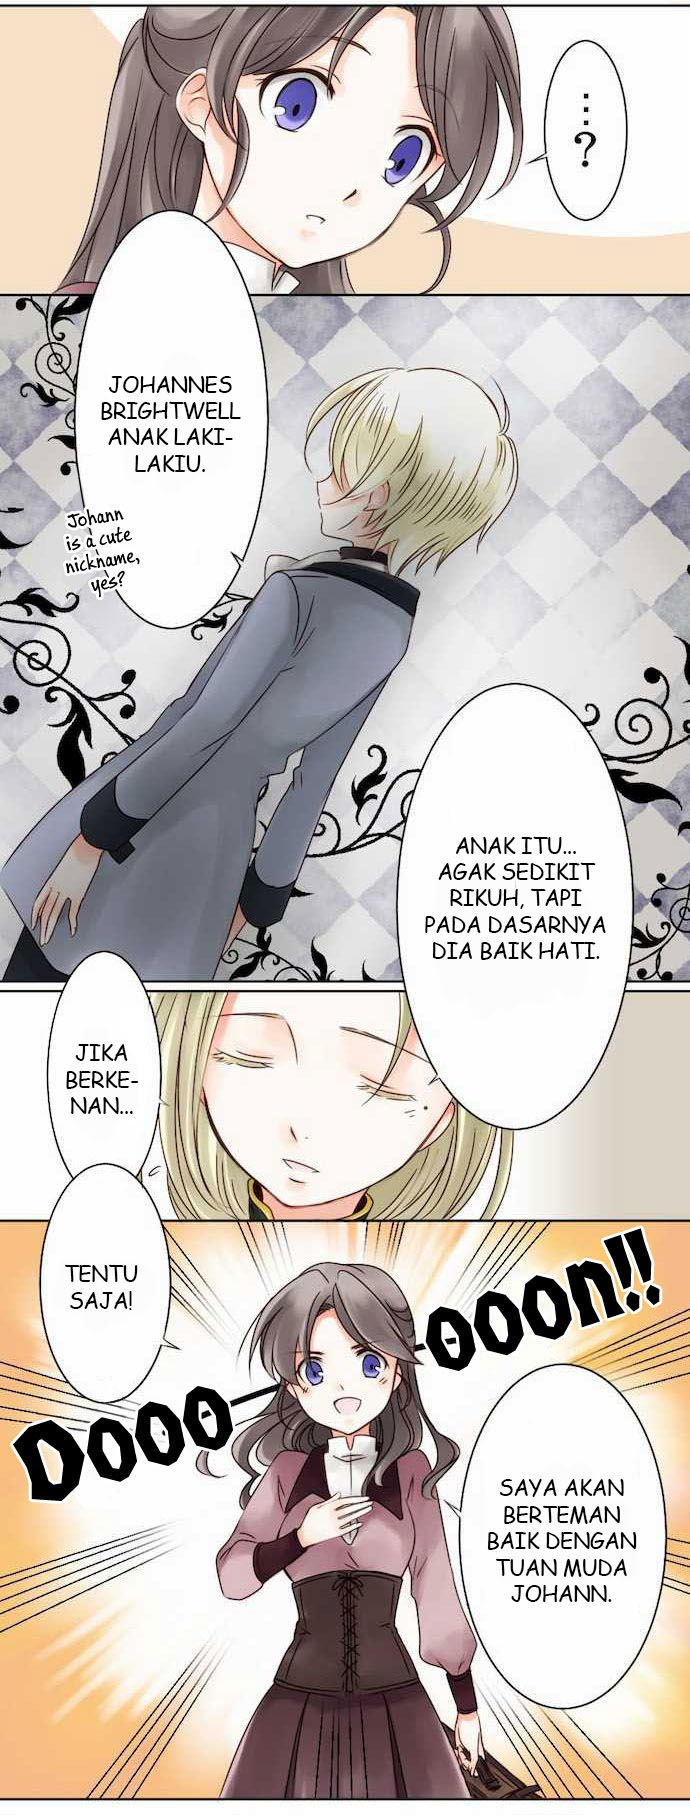 ...
?
JOHANNES
BRIGHTWELL
ANAK LAKI-
LAKIU.
Johann
is a cute
nickname,
yes?
ANAK ITU...
AGAK SEDIKIT
RIKUH, TAPI
PADA DASARNYA
DIA BAIK HATI.
JIKA
BERKE-
NAN...
TENTU
SAJA!
DOOO-OOON!!
SAYA AKAN
BERTEMAN
BAIK DENGAN
TUAN MUDA
JOHANN.